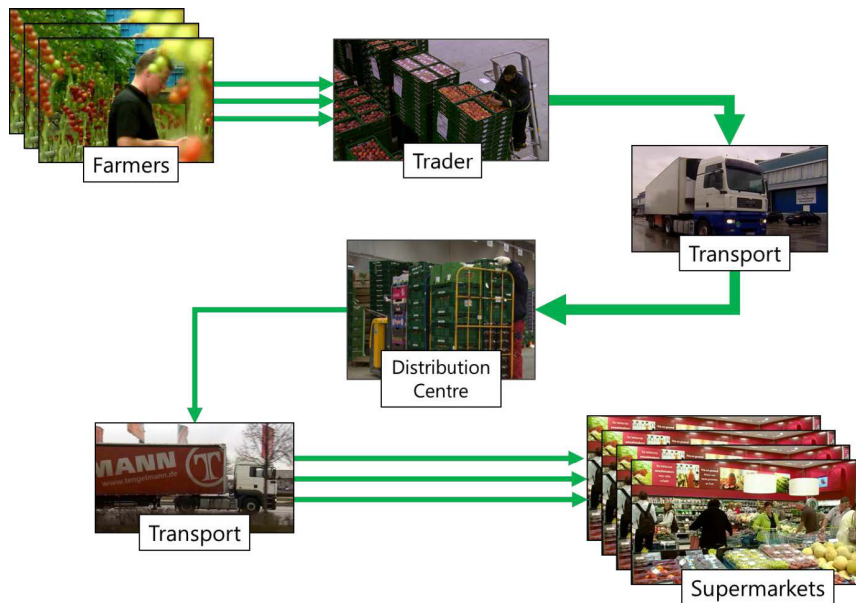 Farmers
Trader
Transport
Distribution
Centre
MANN
T
www.tengelmann.de
Transport
Supermarkets